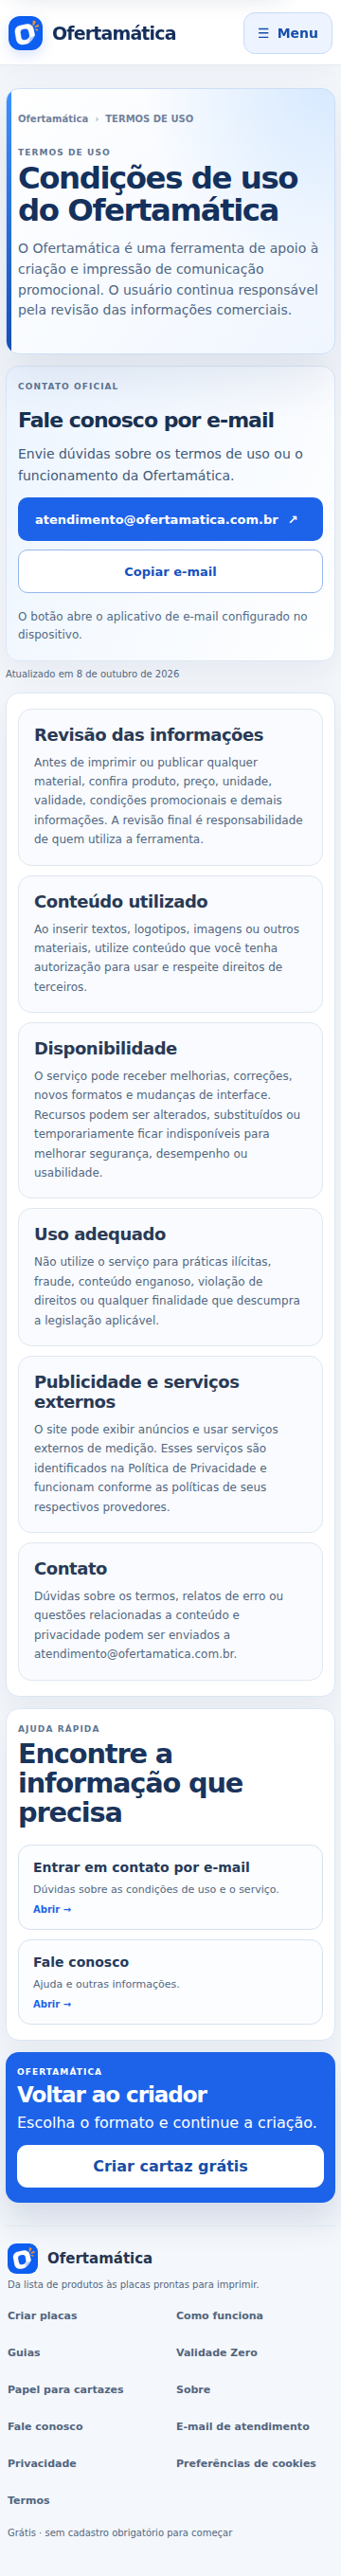 Ofertamática
☰ Menu
Ofertamática › TERMOS DE USO
TERMOS DE USO
Condições de uso
do Ofertamática
O Ofertamática é uma ferramenta de apoio à
criação e impressão de comunicação
promocional. O usuário continua responsável
pela revisão das informações comerciais.
CONTATO OFICIAL
Fale conosco por e-mail
Envie dúvidas sobre os termos de uso ou o
funcionamento da Ofertamática.
atendimento@ofertamatica.com.br ↗
Copiar e-mail
O botão abre o aplicativo de e-mail configurado no
dispositivo.
Atualizado em 8 de outubro de 2026
Revisão das informações
Antes de imprimir ou publicar qualquer
material, confira produto, preço, unidade,
validade, condições promocionais e demais
informações. A revisão final é responsabilidade
de quem utiliza a ferramenta.
Conteúdo utilizado
Ao inserir textos, logotipos, imagens ou outros
materiais, utilize conteúdo que você tenha
autorização para usar e respeite direitos de
terceiros.
Disponibilidade
O serviço pode receber melhorias, correções,
novos formatos e mudanças de interface.
Recursos podem ser alterados, substituídos ou
temporariamente ficar indisponíveis para
melhorar segurança, desempenho ou
usabilidade.
Uso adequado
Não utilize o serviço para práticas ilícitas,
fraude, conteúdo enganoso, violação de
direitos ou qualquer finalidade que descumpra
a legislação aplicável.
Publicidade e serviços
externos
O site pode exibir anúncios e usar serviços
externos de medição. Esses serviços são
identificados na Política de Privacidade e
funcionam conforme as políticas de seus
respectivos provedores.
Contato
Dúvidas sobre os termos, relatos de erro ou
questões relacionadas a conteúdo e
privacidade podem ser enviados a
atendimento@ofertamatica.com.br.
AJUDA RÁPIDA
Encontre a
informação que
precisa
Entrar em contato por e-mail
Dúvidas sobre as condições de uso e o serviço.
Abrir →
Fale conosco
Ajuda e outras informações.
Abrir →
OFERTAMÁTICA
Voltar ao criador
Escolha o formato e continue a criação.
Criar cartaz grátis
Ofertamática
Da lista de produtos às placas prontas para imprimir.
Criar placas
Como funciona
Guias
Validade Zero
Papel para cartazes
Sobre
Fale conosco
E-mail de atendimento
Privacidade
Preferências de cookies
Termos
Grátis · sem cadastro obrigatório para começar